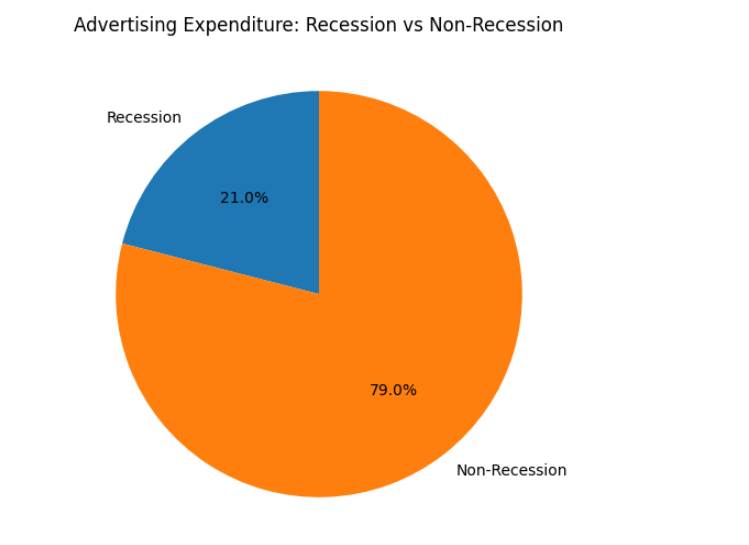 Advertising Expenditure: Recession vs Non-Recession
Recession
21.0%
79.0%
Non-Recession